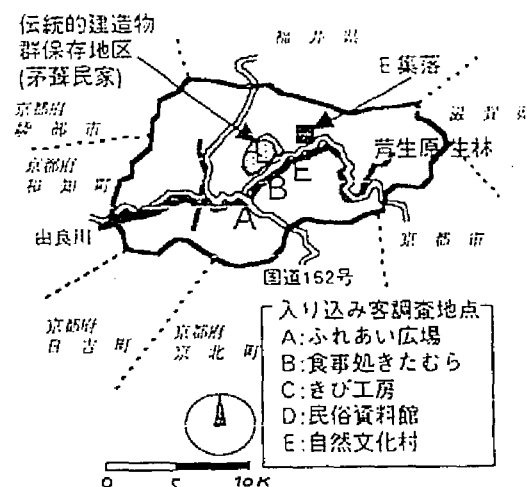 伝統的建造物
群保存地区
(茅葺民家)
福井県
E集落
滋賀県
京都府
綾部市
芦生原生林
京都府
和知町
B
E
A
由良川
京都市
国道162号
京都府
日吉町
京都府
京北町
入り込み客調査地点
A:ふれあい広場
B:食事処きたむら
C:きび工房
D:民俗資料館
E:自然文化村
0 5 10K